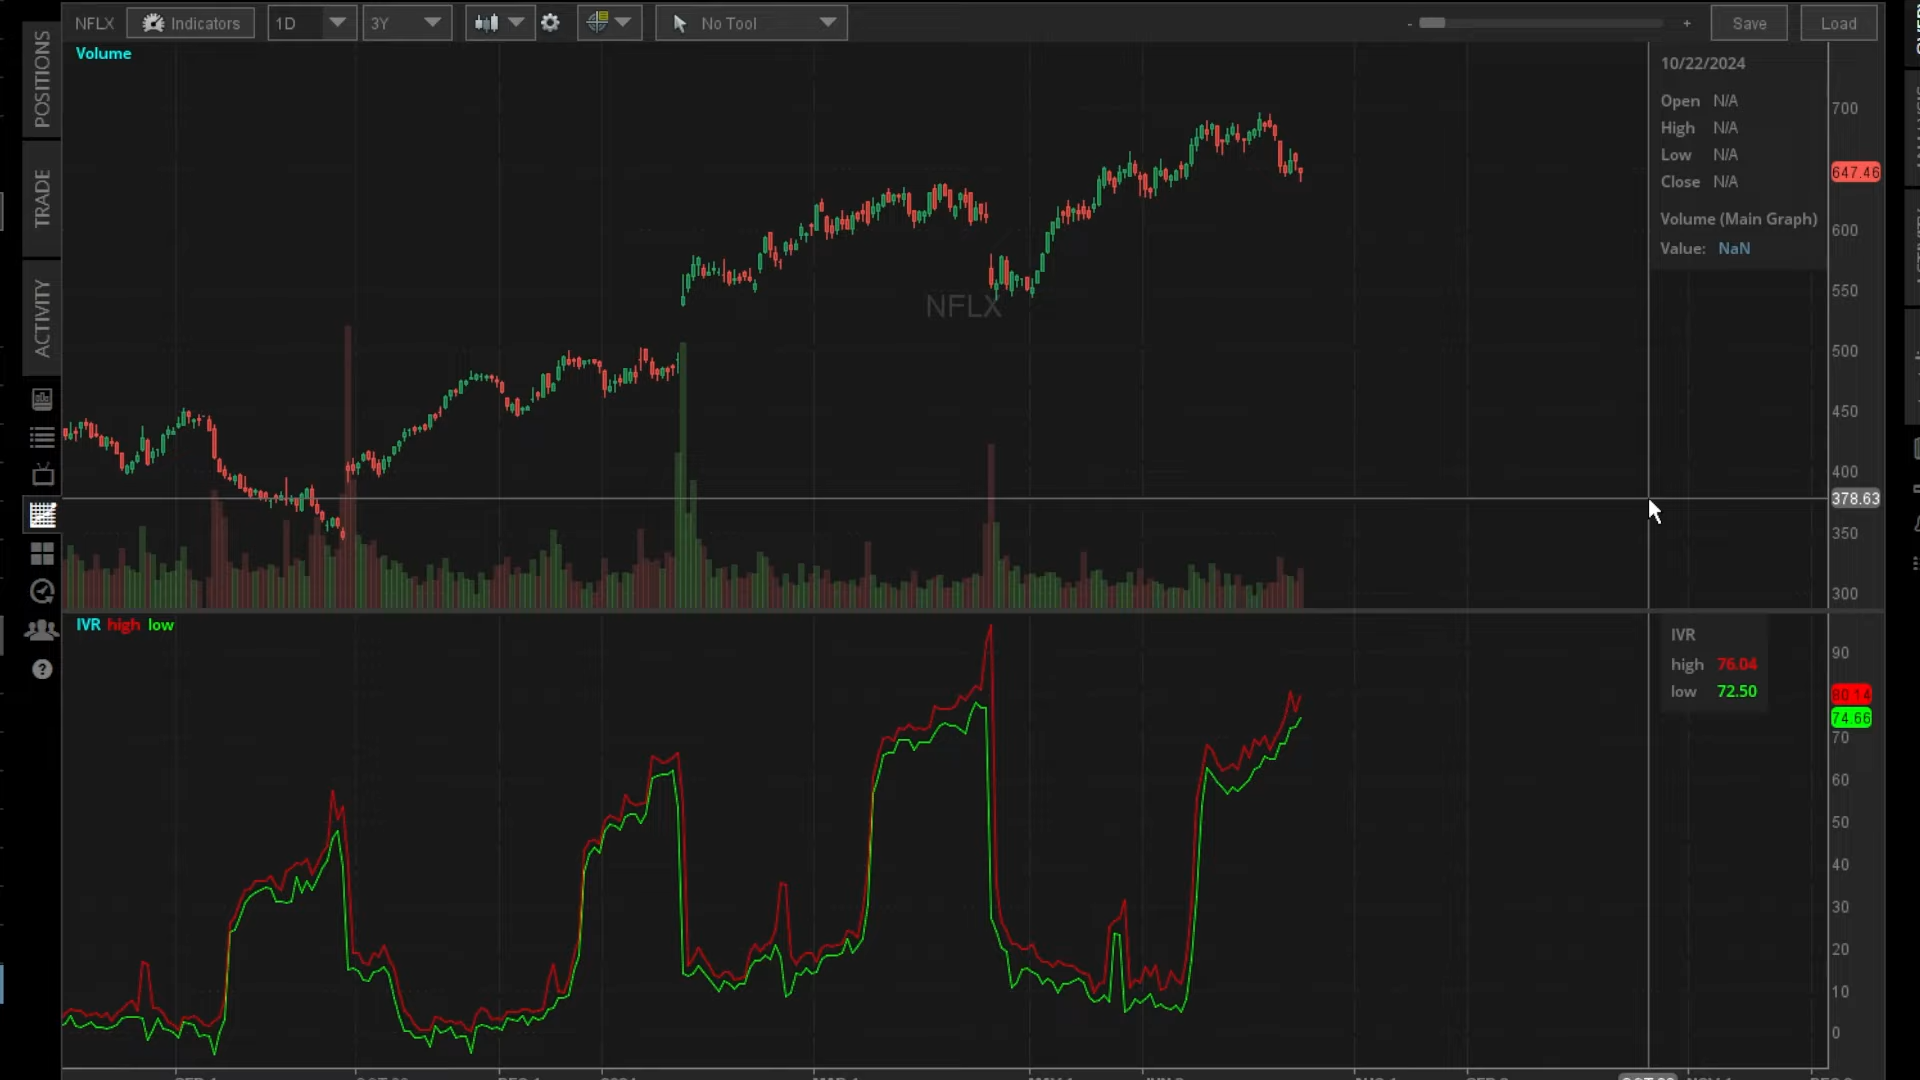 NFLX Indicators 1D 3Y No Tool - + Save Load
POSITIONS
TRADE
ACTIVITY
Volume
10/22/2024
Open N/A
High N/A
Low N/A
Close N/A
Volume (Main Graph)
Value: NaN
700
647.46
600
550
500
450
400
378.63
350
300
NFLX
IVR high low
IVR
high 76.04
low 72.50
90
80.14
74.66
70
60
50
40
30
20
10
0